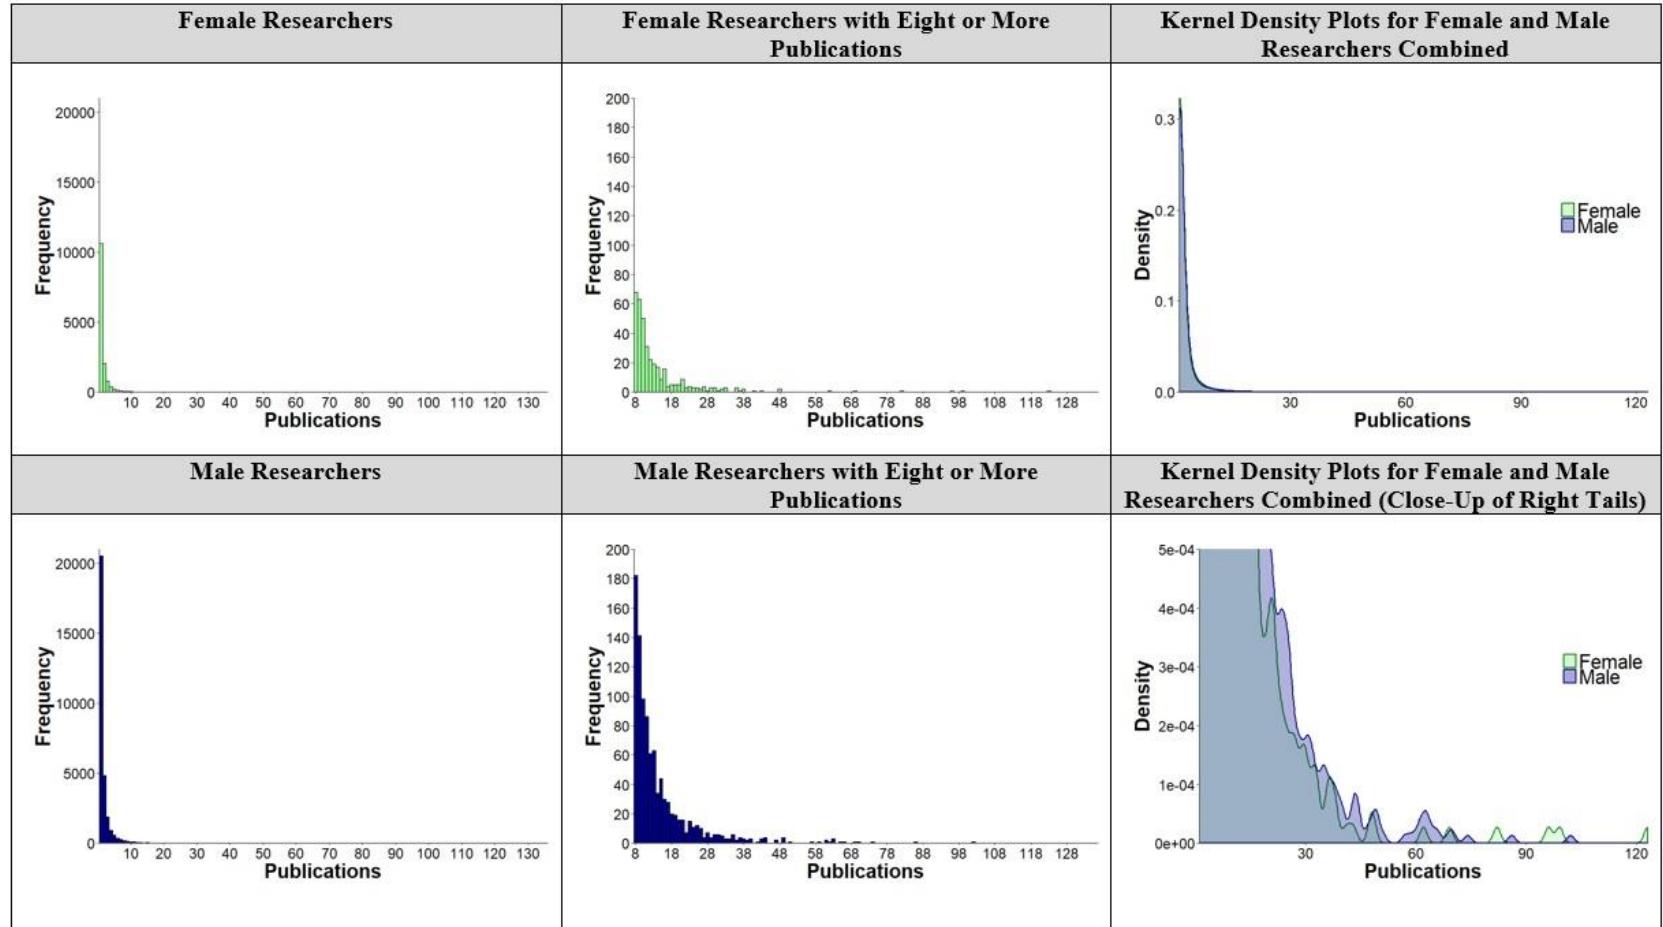 Female Researchers
Female Researchers with Eight or More
Publications
Kernel Density Plots for Female and Male
Researchers Combined
20000
15000
10000
5000
0
Frequency
10 20 30 40 50 60 70 80 90 100 110 120 130
Publications
200
180
160
140
120
100
80
60
40
20
0
Frequency
8 18 28 38 48 58 68 78 88 98 108 118 128
Publications
0.3
0.2
0.1
0.0
Density
30 60 90 120
Publications
Female
Male
Male Researchers
Male Researchers with Eight or More
Publications
Kernel Density Plots for Female and Male
Researchers Combined (Close-Up of Right Tails)
20000
15000
10000
5000
0
Frequency
10 20 30 40 50 60 70 80 90 100 110 120 130
Publications
200
180
160
140
120
100
80
60
40
20
0
Frequency
8 18 28 38 48 58 68 78 88 98 108 118 128
Publications
5e-04
4e-04
3e-04
2e-04
1e-04
0e+00
Density
30 60 90 120
Publications
Female
Male